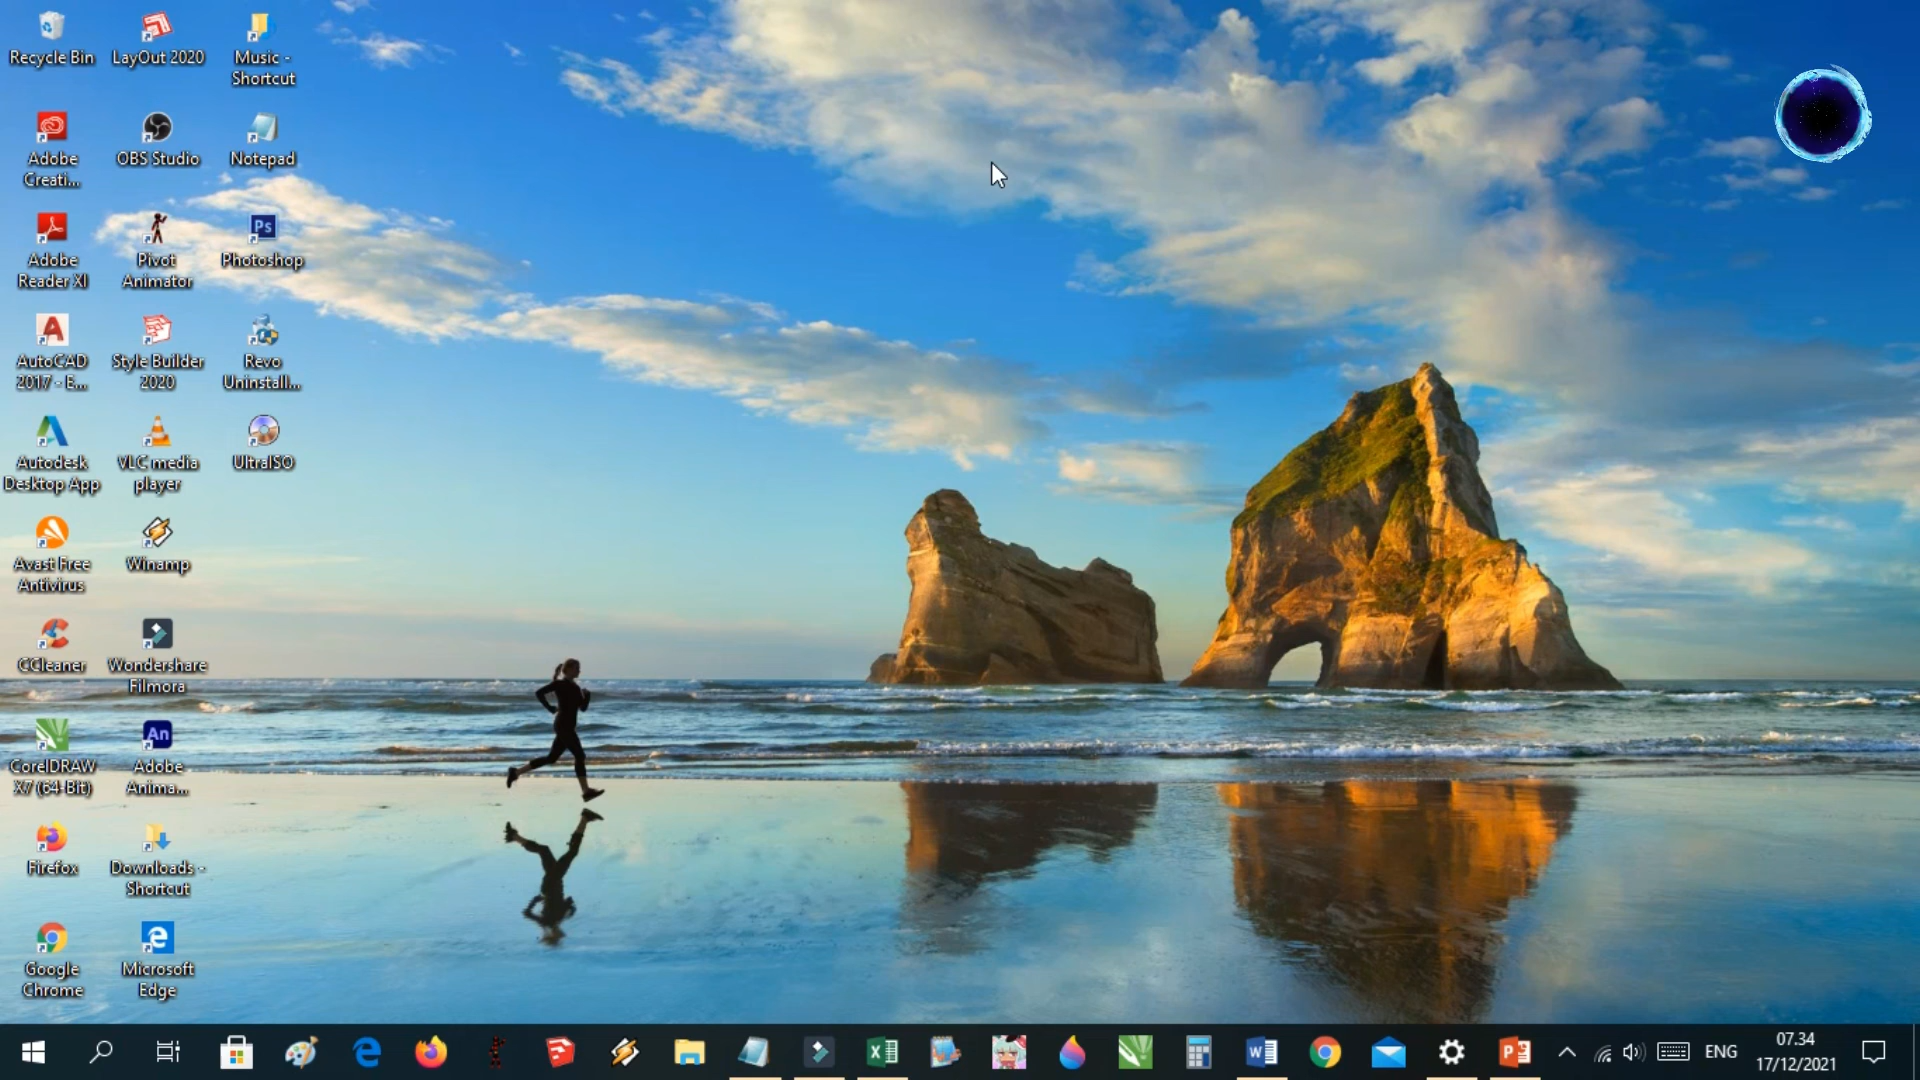 Recycle Bin
LayOut 2020
Music -
Shortcut
Adobe
Creati...
OBS Studio
Notepad
Adobe
Reader XI
Pivot
Animator
Ps
Photoshop
AutoCAD
2017 - E...
Style Builder
2020
Revo
Uninstall...
Autodesk
Desktop App
VLC media
player
UltraISO
Avast Free
Antivirus
Winamp
CCleaner
Wondershare
Filmora
CorelDRAW
X7 (64-Bit)
An
Adobe
Anima...
Firefox
Downloads -
Shortcut
Google
Chrome
Microsoft
Edge
ENG
07.34
17/12/2021